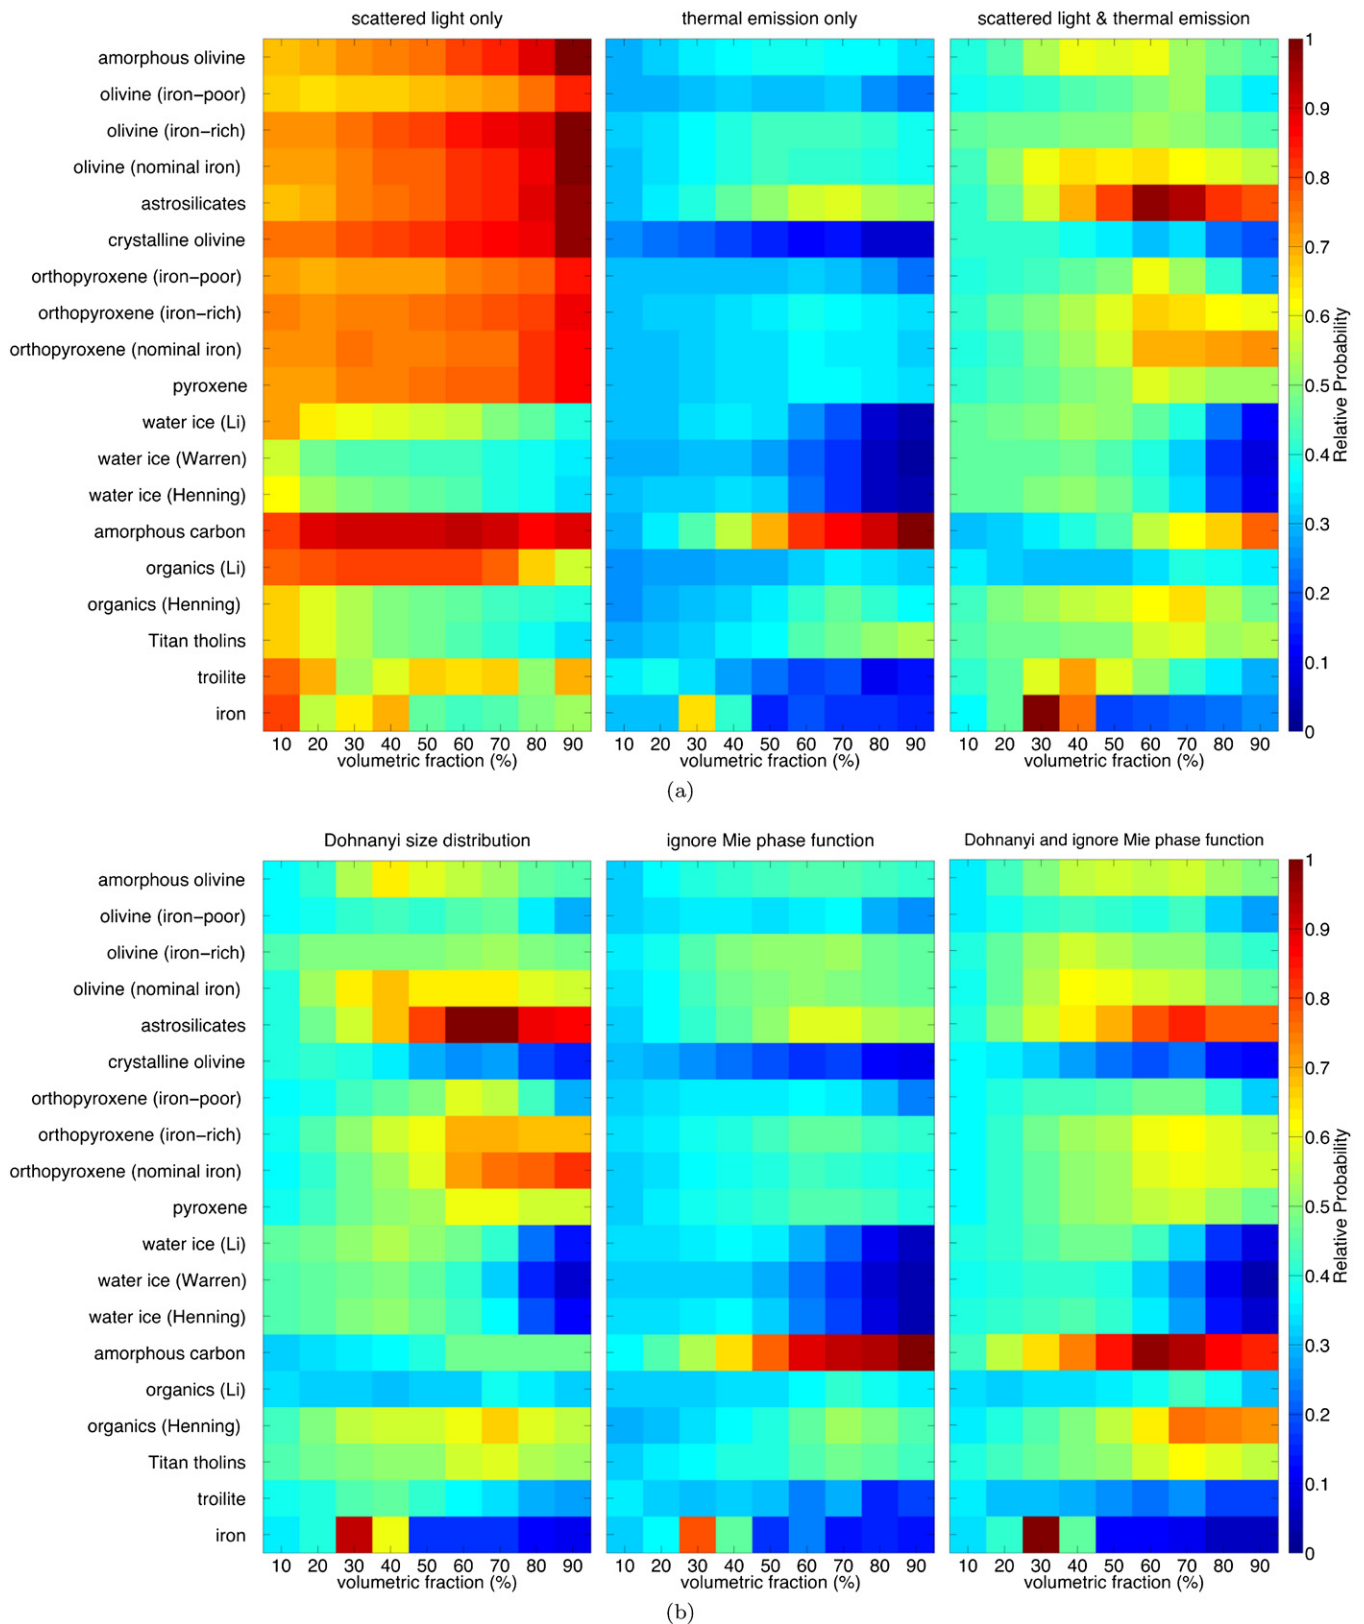 scattered light only thermal emission only scattered light & thermal emission
amorphous olivine
olivine (iron−poor)
olivine (iron−rich)
olivine (nominal iron)
astrosilicates
crystalline olivine
orthopyroxene (iron−poor)
orthopyroxene (iron−rich)
orthopyroxene (nominal iron)
pyroxene
water ice (Li)
water ice (Warren)
water ice (Henning)
amorphous carbon
organics (Li)
organics (Henning)
Titan tholins
troilite
iron
10 20 30 40 50 60 70 80 90 10 20 30 40 50 60 70 80 90 10 20 30 40 50 60 70 80 90
volumetric fraction (%) volumetric fraction (%) volumetric fraction (%)
1
0.9
0.8
0.7
0.6
0.5
0.4
0.3
0.2
0.1
0
Relative Probability
(a)
Dohnanyi size distribution ignore Mie phase function Dohnanyi and ignore Mie phase function
amorphous olivine
olivine (iron−poor)
olivine (iron−rich)
olivine (nominal iron)
astrosilicates
crystalline olivine
orthopyroxene (iron−poor)
orthopyroxene (iron−rich)
orthopyroxene (nominal iron)
pyroxene
water ice (Li)
water ice (Warren)
water ice (Henning)
amorphous carbon
organics (Li)
organics (Henning)
Titan tholins
troilite
iron
10 20 30 40 50 60 70 80 90 10 20 30 40 50 60 70 80 90 10 20 30 40 50 60 70 80 90
volumetric fraction (%) volumetric fraction (%) volumetric fraction (%)
1
0.9
0.8
0.7
0.6
0.5
0.4
0.3
0.2
0.1
0
Relative Probability
(b)